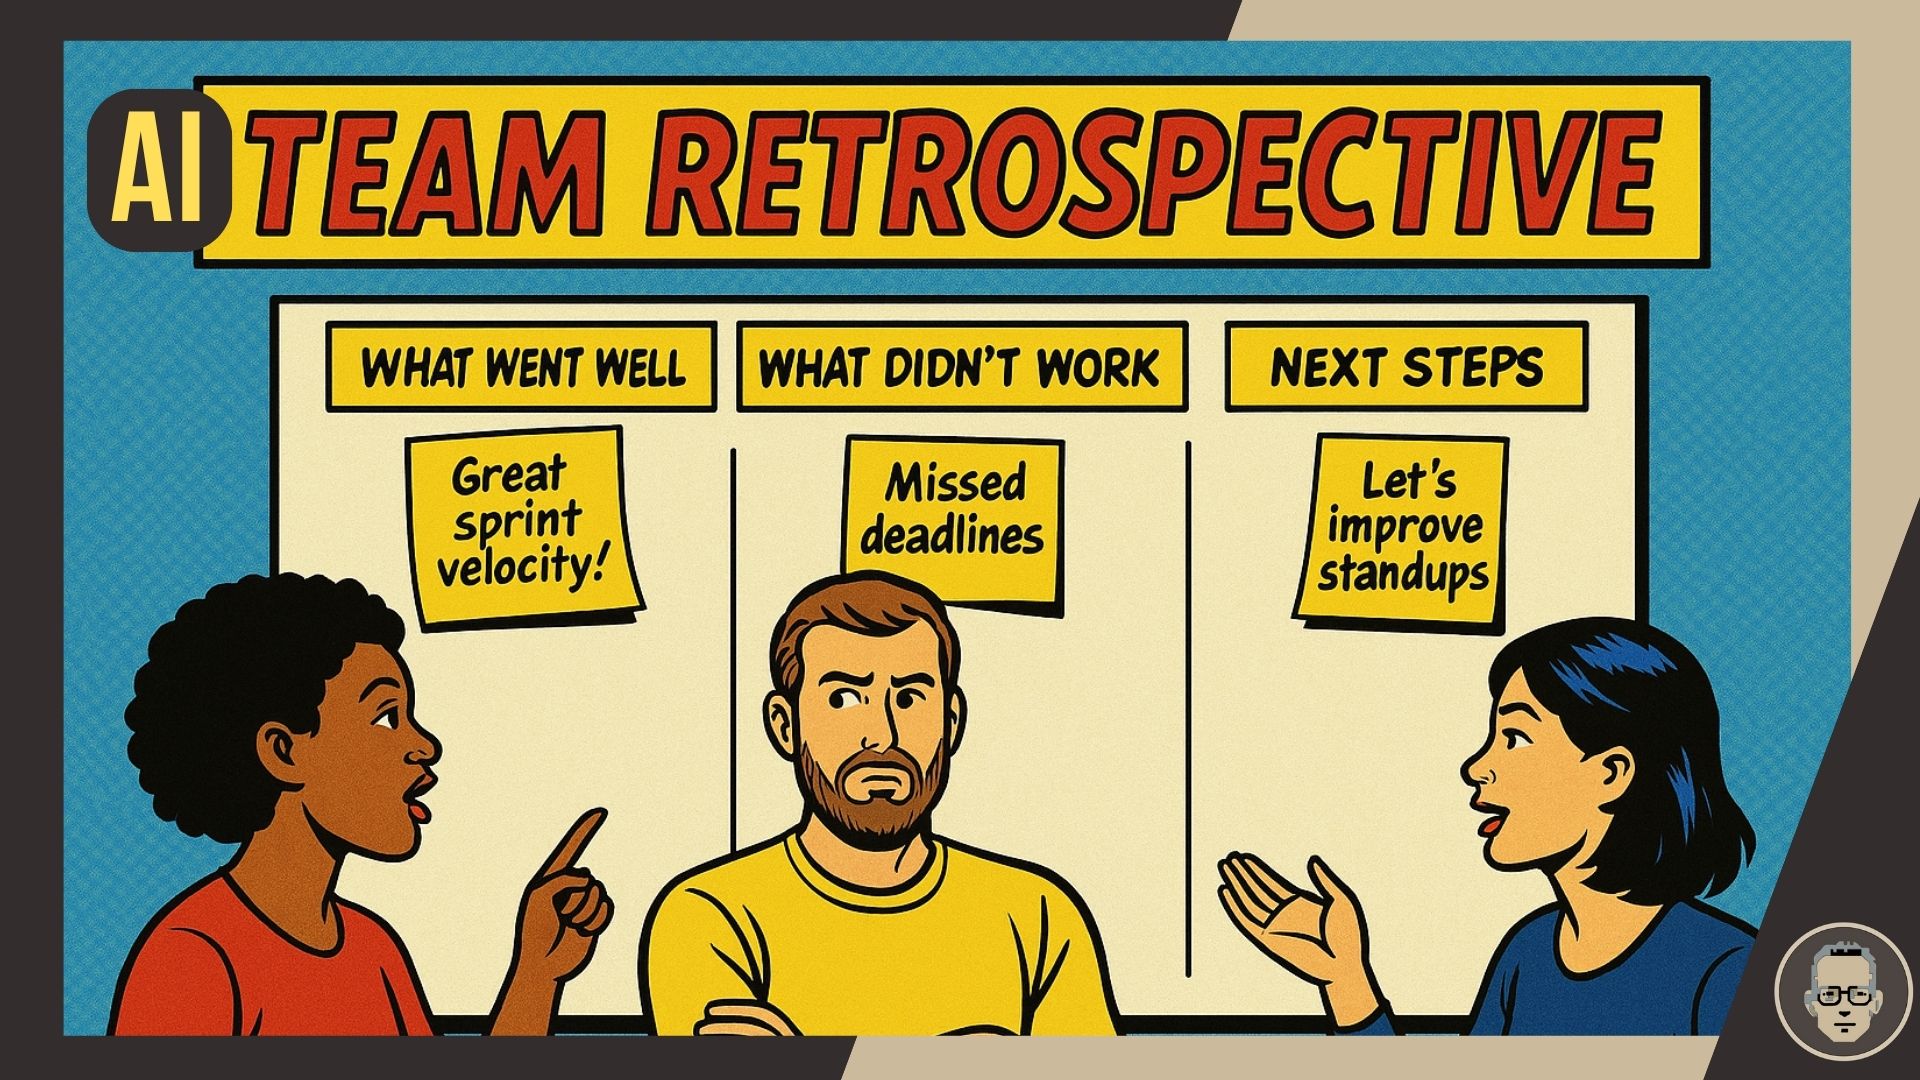 AI TEAM RETROSPECTIVE
WHAT WENT WELL
Great
sprint
velocity!
WHAT DIDN'T WORK
Missed
deadlines
NEXT STEPS
Let's
improve
standups